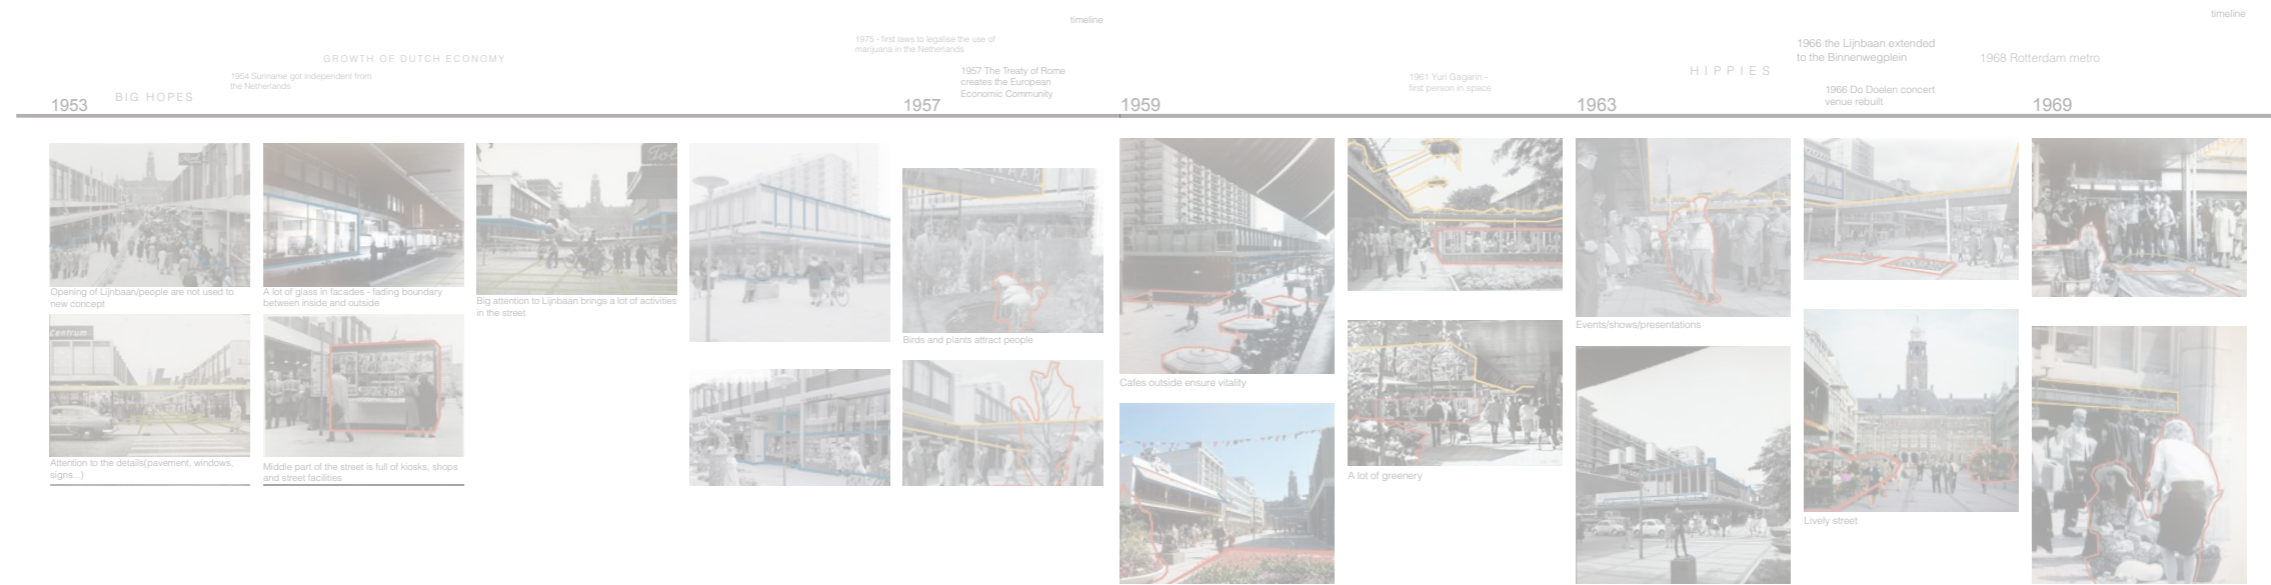 timeline
timeline
1975 - first laws to legalise the use of
marijuana in the Netherlands
GROWTH OF DUTCH ECONOMY
1954 Suriname got independent from
the Netherlands
1953
BIG HOPES
1957
1957 The Treaty of Rome
creates the European
Economic Community
1959
1961 Yuri Gagarin -
first person in space
1963
HIPPIES
1966 the Lijnbaan extended
to the Binnenwegplein
1966 Do Doelen concert
venue rebuilt
1968 Rotterdam metro
1969
Opening of Lijnbaan/people are not used to
new concept
A lot of glass in facades - fading boundary
between inside and outside
Big attention to Lijnbaan brings a lot of activities
in the street
Birds and plants attract people
Cafes outside ensure vitality
Events/shows/presentations
Centrum
Attention to the details(pavement, windows,
signs...)
Middle part of the street is full of kiosks, shops
and street facilities
A lot of greenery
Lively street